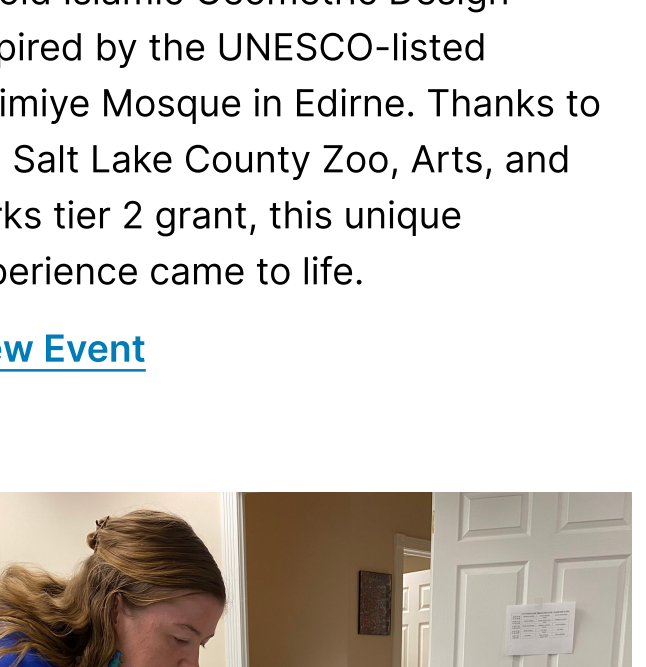 pired by the UNESCO-listed
imiye Mosque in Edirne. Thanks to
Salt Lake County Zoo, Arts, and
rks tier 2 grant, this unique
perience came to life.
ew Event